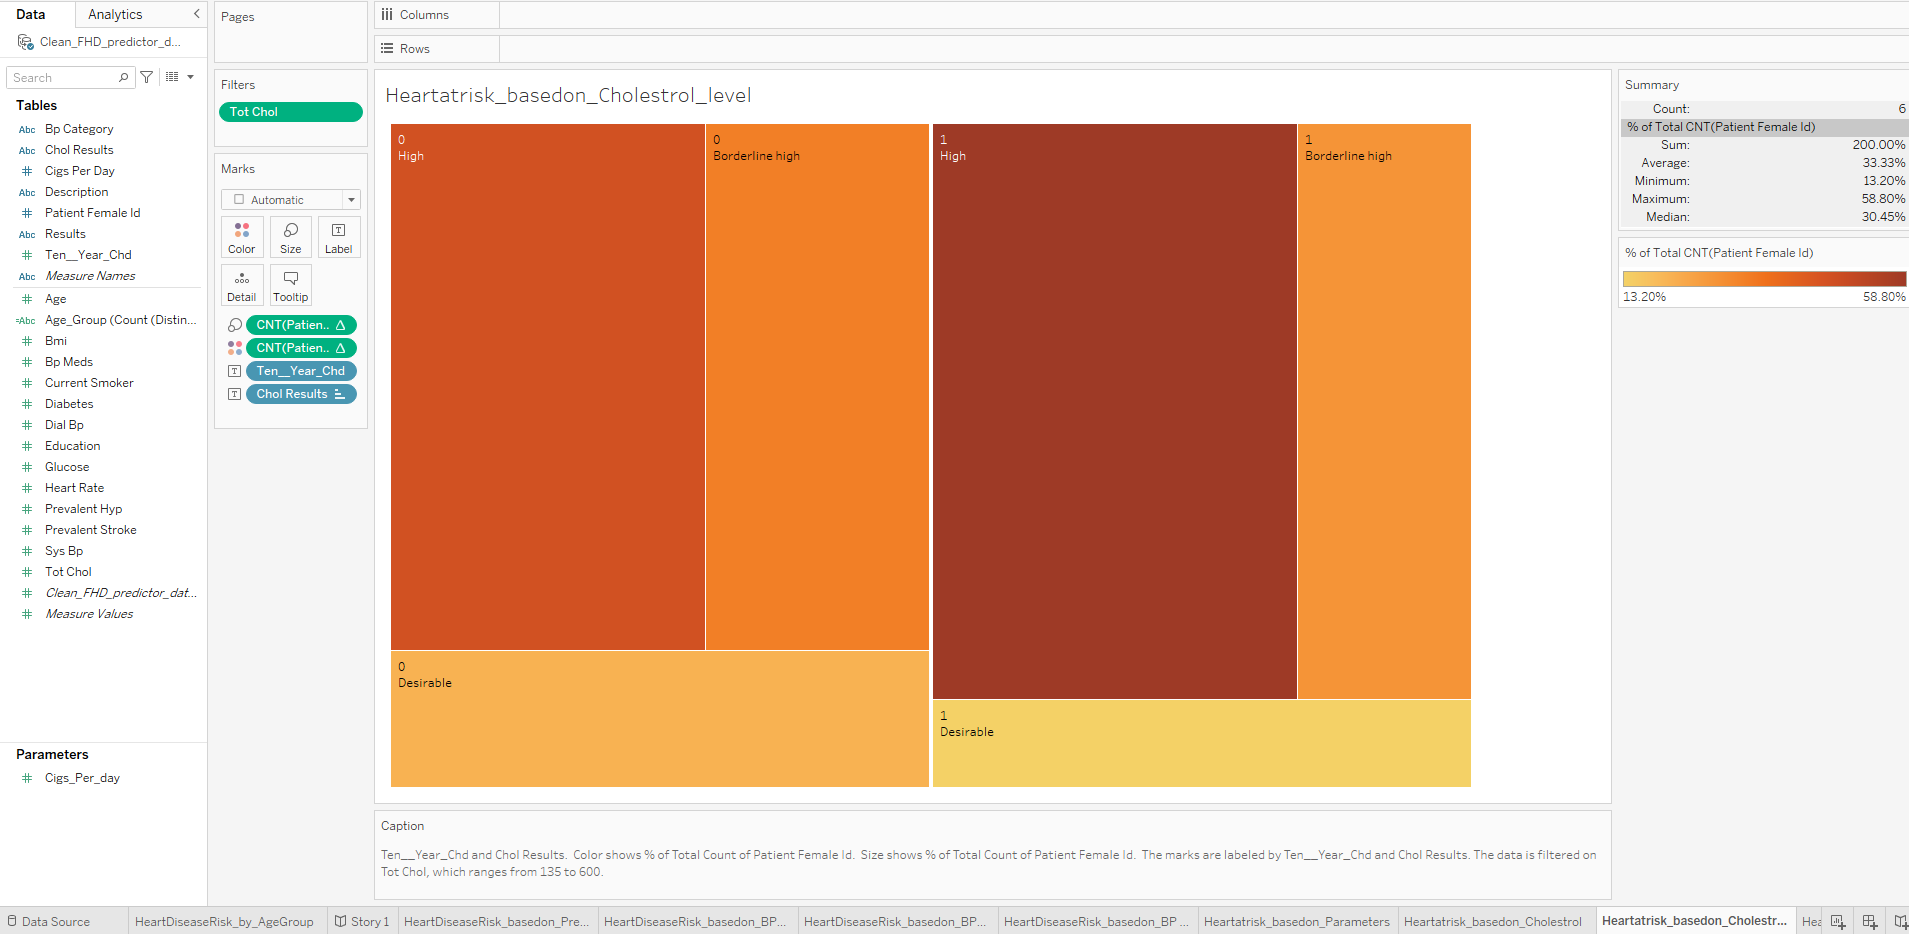 Data
Analytics
Clean_FHD_predictor_d...
Search
Tables
Abc Bp Category
Abc Chol Results
# Cigs Per Day
Abc Description
# Patient Female Id
Abc Results
# Ten__Year_Chd
Abc Measure Names
# Age
=Abc Age_Group (Count (Distin...
# Bmi
# Bp Meds
# Current Smoker
# Diabetes
# Dial Bp
# Education
# Glucose
# Heart Rate
# Prevalent Hyp
# Prevalent Stroke
# Sys Bp
# Tot Chol
# Clean_FHD_predictor_dat...
# Measure Values
Parameters
# Cigs_Per_day
Pages
Filters
Tot Chol
Marks
Automatic
Color
Size
T
Label
Detail
Tooltip
CNT(Patien.. Δ
CNT(Patien.. Δ
T Ten__Year_Chd
T Chol Results
Columns
Rows
Heartatrisk_basedon_Cholestrol_level
0
High
0
Borderline high
0
Desirable
1
High
1
Borderline high
1
Desirable
Caption
Ten__Year_Chd and Chol Results. Color shows % of Total Count of Patient Female Id. Size shows % of Total Count of Patient Female Id. The marks are labeled by Ten__Year_Chd and Chol Results. The data is filtered on
Tot Chol, which ranges from 135 to 600.
Summary
Count: 6
% of Total CNT(Patient Female Id)
Sum: 200.00%
Average: 33.33%
Minimum: 13.20%
Maximum: 58.80%
Median: 30.45%
% of Total CNT(Patient Female Id)
13.20% 58.80%
Data Source
HeartDiseaseRisk_by_AgeGroup
Story 1
HeartDiseaseRisk_basedon_Pre...
HeartDiseaseRisk_basedon_BP...
HeartDiseaseRisk_basedon_BP...
HeartDiseaseRisk_basedon_BP ...
Heartatrisk_basedon_Parameters
Heartatrisk_basedon_Cholestrol
Heartatrisk_basedon_Cholestr...
Hea